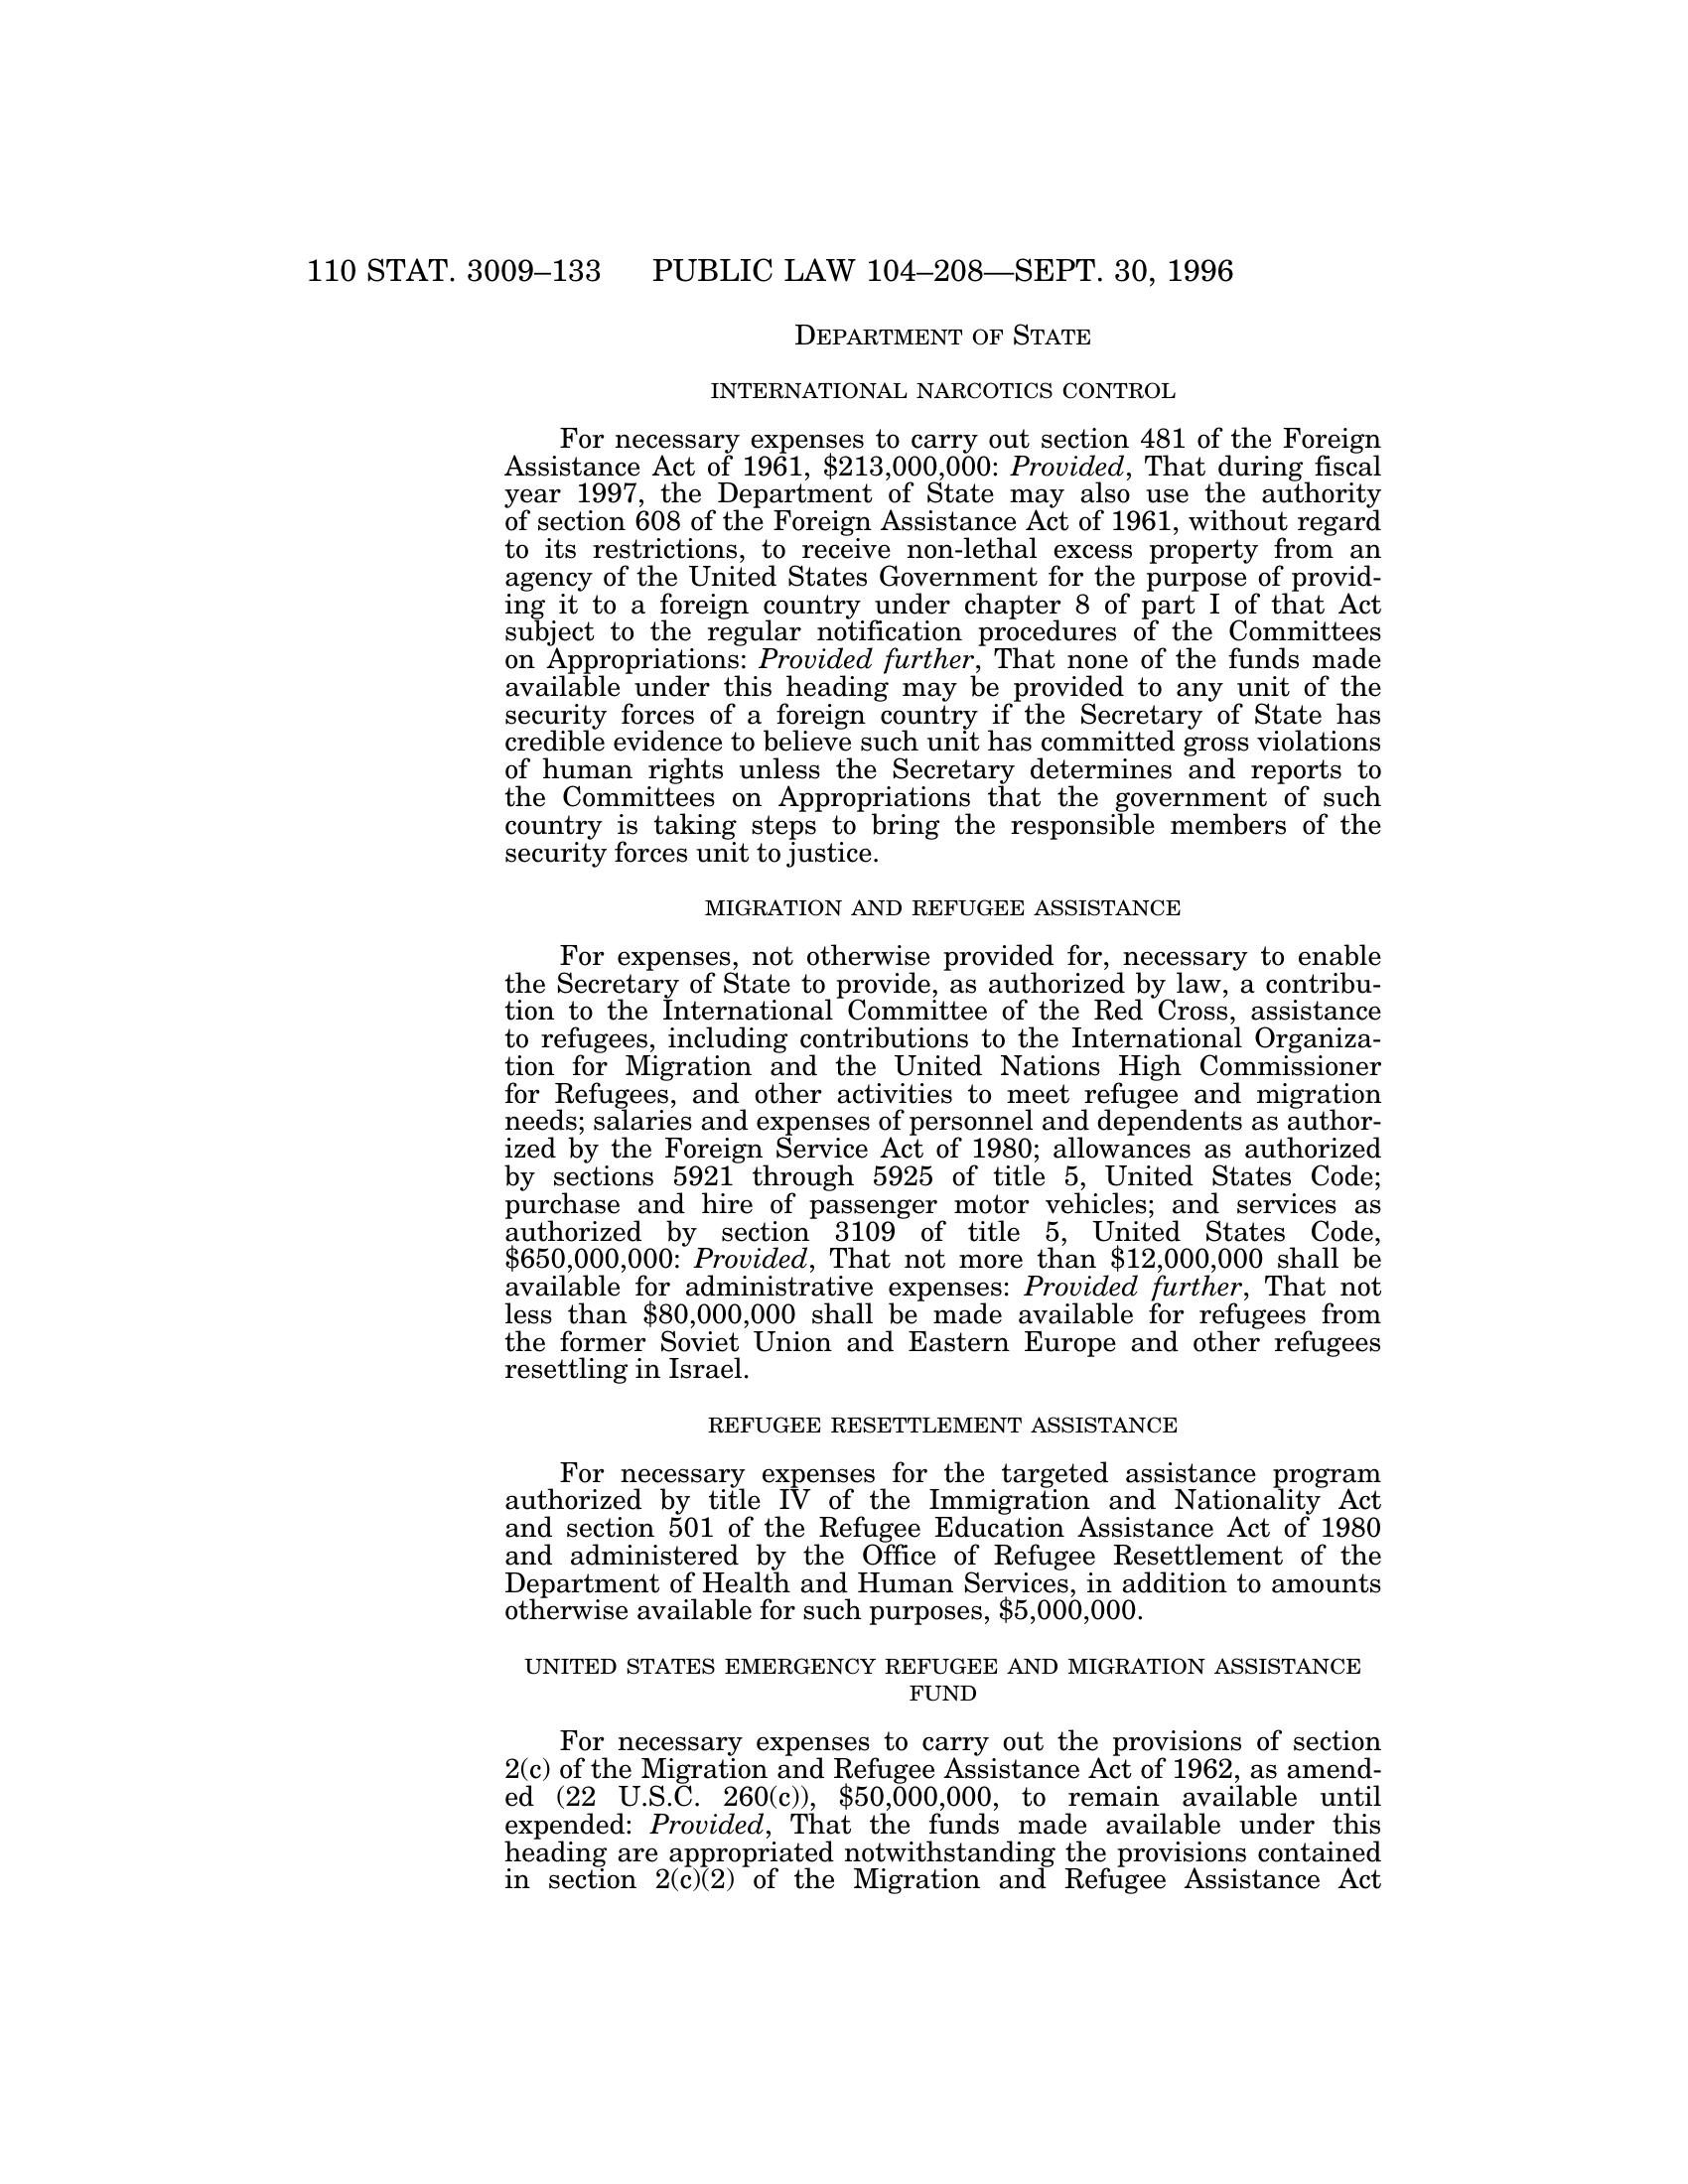 110 STAT. 3009–133 PUBLIC LAW 104–208—SEPT. 30, 1996
DEPARTMENT OF STATE
INTERNATIONAL NARCOTICS CONTROL
For necessary expenses to carry out section 481 of the Foreign
Assistance Act of 1961, $213,000,000: Provided, That during fiscal
year 1997, the Department of State may also use the authority
of section 608 of the Foreign Assistance Act of 1961, without regard
to its restrictions, to receive non-lethal excess property from an
agency of the United States Government for the purpose of provid-
ing it to a foreign country under chapter 8 of part I of that Act
subject to the regular notification procedures of the Committees
on Appropriations: Provided further, That none of the funds made
available under this heading may be provided to any unit of the
security forces of a foreign country if the Secretary of State has
credible evidence to believe such unit has committed gross violations
of human rights unless the Secretary determines and reports to
the Committees on Appropriations that the government of such
country is taking steps to bring the responsible members of the
security forces unit to justice.
MIGRATION AND REFUGEE ASSISTANCE
For expenses, not otherwise provided for, necessary to enable
the Secretary of State to provide, as authorized by law, a contribu-
tion to the International Committee of the Red Cross, assistance
to refugees, including contributions to the International Organiza-
tion for Migration and the United Nations High Commissioner
for Refugees, and other activities to meet refugee and migration
needs; salaries and expenses of personnel and dependents as author-
ized by the Foreign Service Act of 1980; allowances as authorized
by sections 5921 through 5925 of title 5, United States Code;
purchase and hire of passenger motor vehicles; and services as
authorized by section 3109 of title 5, United States Code,
$650,000,000: Provided, That not more than $12,000,000 shall be
available for administrative expenses: Provided further, That not
less than $80,000,000 shall be made available for refugees from
the former Soviet Union and Eastern Europe and other refugees
resettling in Israel.
REFUGEE RESETTLEMENT ASSISTANCE
For necessary expenses for the targeted assistance program
authorized by title IV of the Immigration and Nationality Act
and section 501 of the Refugee Education Assistance Act of 1980
and administered by the Office of Refugee Resettlement of the
Department of Health and Human Services, in addition to amounts
otherwise available for such purposes, $5,000,000.
UNITED STATES EMERGENCY REFUGEE AND MIGRATION ASSISTANCE
FUND
For necessary expenses to carry out the provisions of section
2(c) of the Migration and Refugee Assistance Act of 1962, as amend-
ed (22 U.S.C. 260(c)), $50,000,000, to remain available until
expended: Provided, That the funds made available under this
heading are appropriated notwithstanding the provisions contained
in section 2(c)(2) of the Migration and Refugee Assistance Act